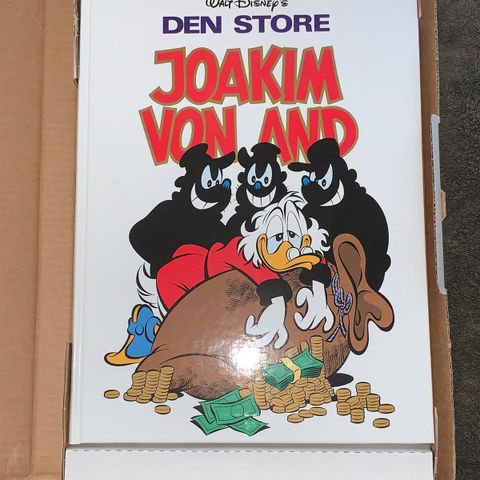 WALT DISNEY'S
DEN STORE
JOAKIM
VON AND